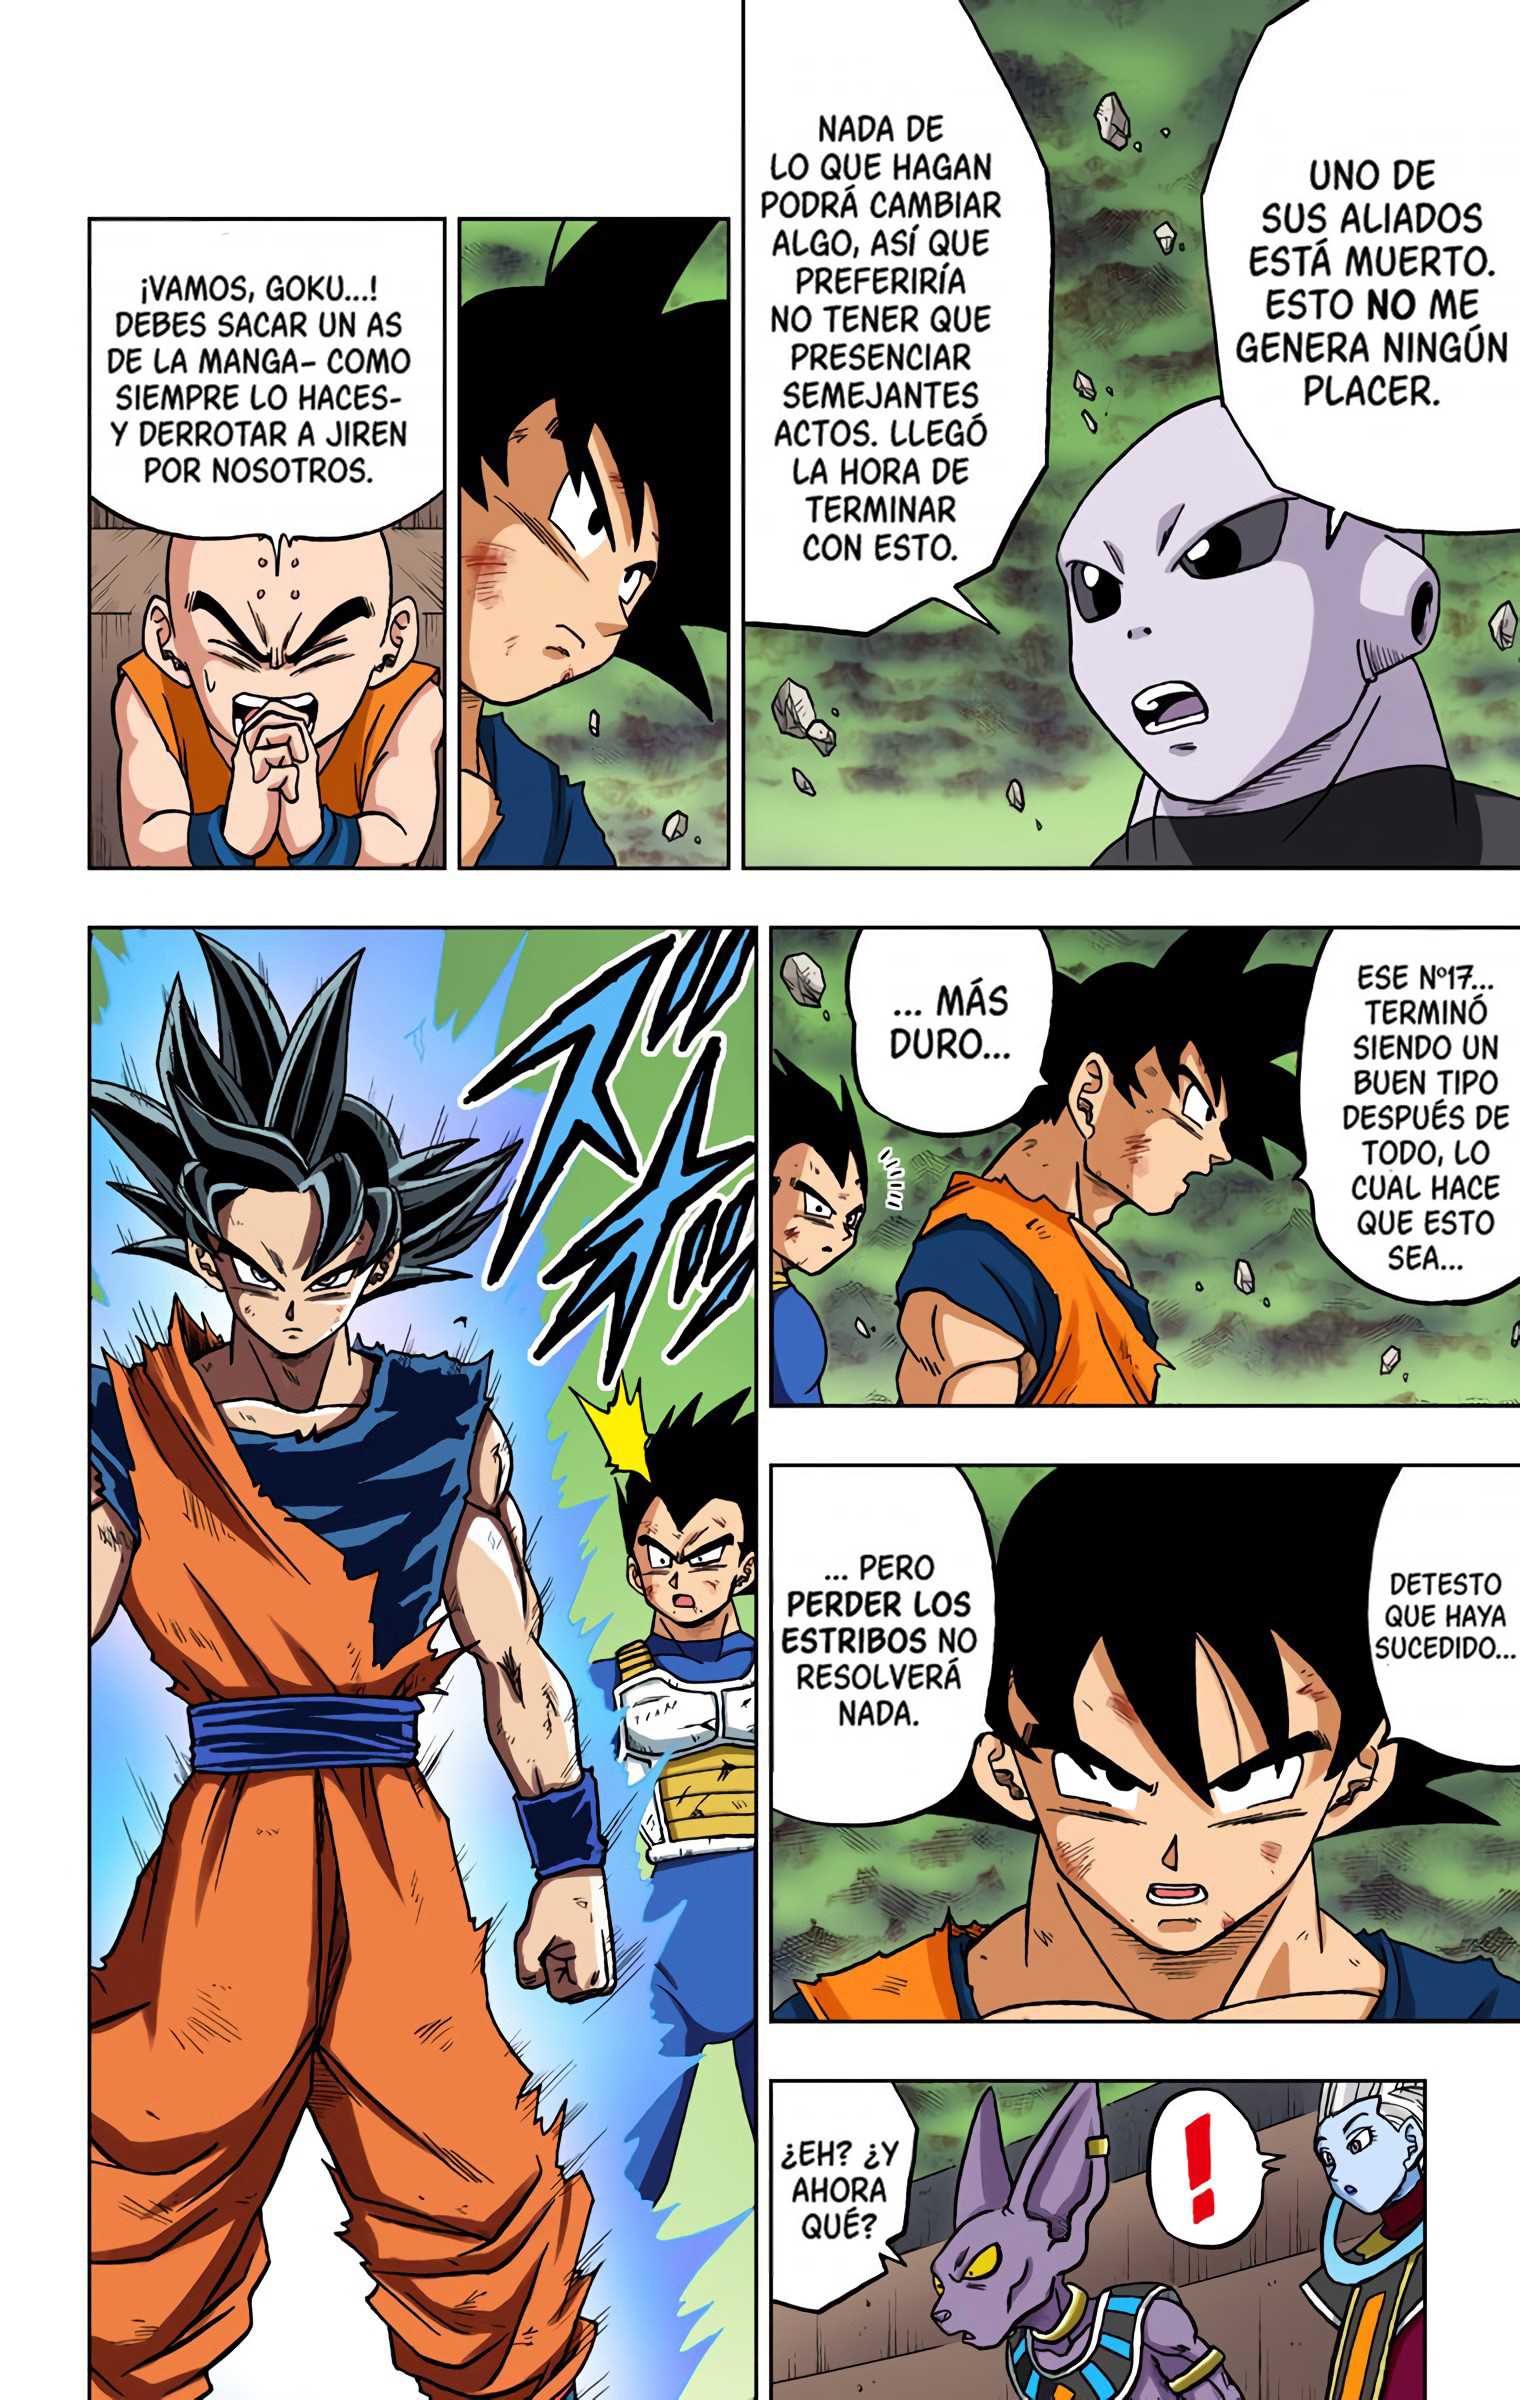 UNO DE
SUS ALIADOS
ESTÁ MUERTO.
ESTO NO ME
GENERA NINGÚN
PLACER.
NADA DE
LO QUE HAGAN
PODRÁ CAMBIAR
ALGO, ASÍ QUE
PREFERIRÍA
NO TENER QUE
PRESENCIAR
SEMEJANTES
ACTOS. LLEGÓ
LA HORA DE
TERMINAR
CON ESTO.
¡VAMOS, GOKU...!
DEBES SACAR UN AS
DE LA MANGA- COMO
SIEMPRE LO HACES-
Y DERROTAR A JIREN
POR NOSOTROS.
ESE Nº17...
TERMINÓ
SIENDO UN
BUEN TIPO
DESPUÉS DE
TODO, LO
CUAL HACE
QUE ESTO
SEA...
... MÁS
DURO...
DETESTO
QUE HAYA
SUCEDIDO...
... PERO
PERDER LOS
ESTRIBOS NO
RESOLVERÁ
NADA.
!
¿EH? ¿Y
AHORA
QUÉ?